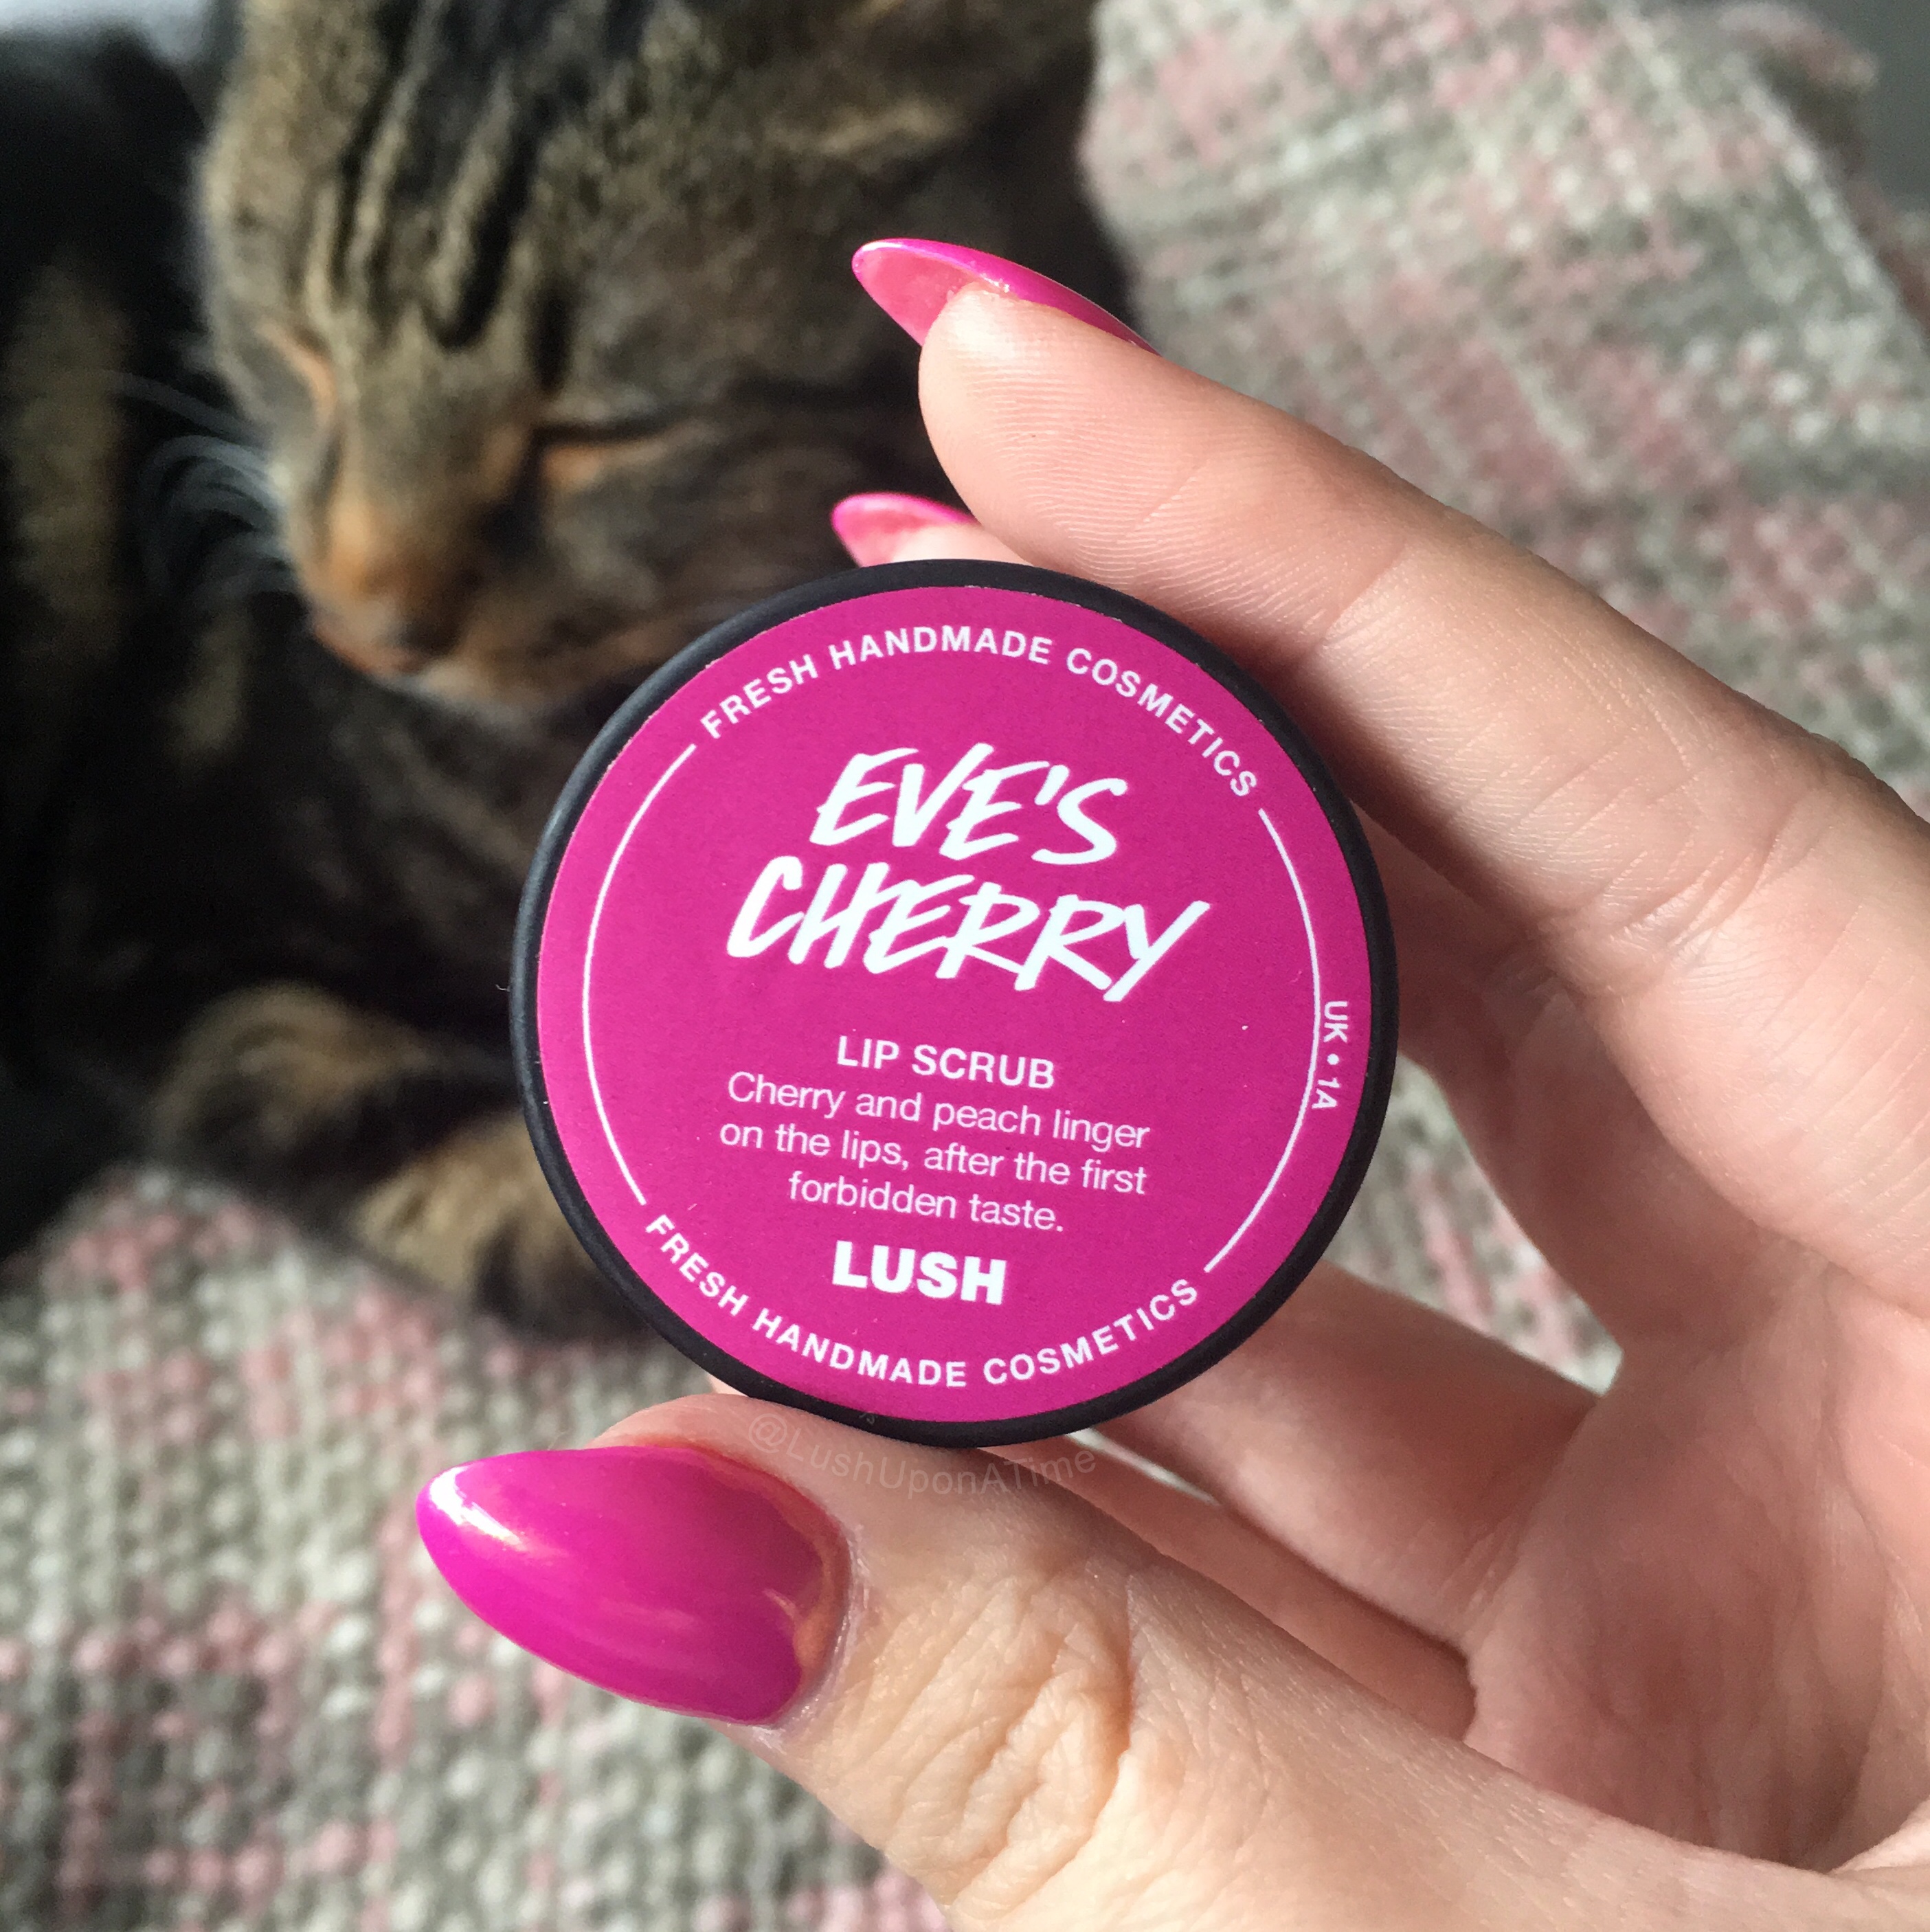 FRESH HANDMADE COSMETICS
EVE'S
CHERRY
LIP SCRUB
Cherry and peach linger
on the lips, after the first
forbidden taste.
LUSH
FRESH HANDMADE COSMETICS
UK • 1A
@LushUponATime